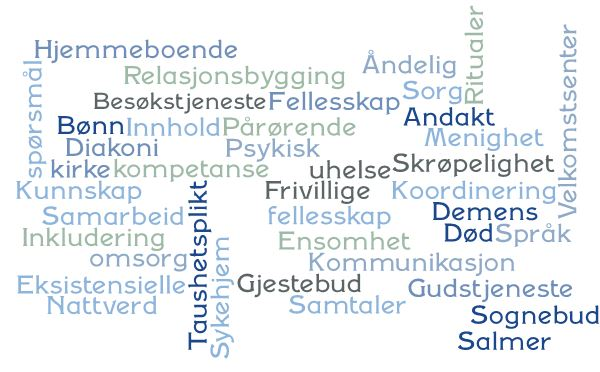 Hjemmeboende
Ritualer
Åndelig
Velkomstsenter
Relasjonsbygging
spørsmål
Sorg
Besøkstjeneste
Fellesskap
Andakt
Bønn
Innhold
Pårørende
Menighet
Diakoni
Psykisk
Skrøpelighet
kirke
kompetanse
uhelse
Kunnskap
Frivillige
Koordinering
Samarbeid
Taushetsplikt
fellesskap
Demens
Inkludering
Ensomhet
Død
Språk
omsorg
Sykehjem
Kommunikasjon
Eksistensielle
Gjestebud
Gudstjeneste
Nattverd
Samtaler
Sognebud
Salmer